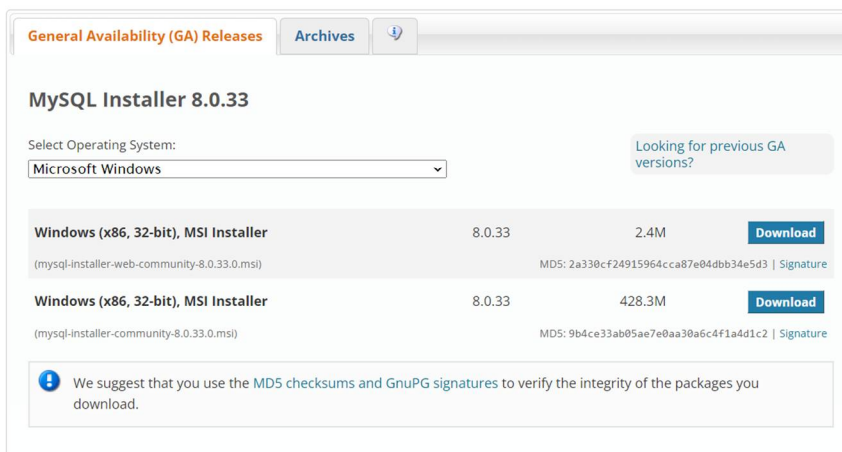 General Availability (GA) Releases
Archives
MySQL Installer 8.0.33
Select Operating System:
Looking for previous GA
versions?
Microsoft Windows
Windows (x86, 32-bit), MSI Installer 8.0.33 2.4M Download
(mysql-installer-web-community-8.0.33.0.msi) MD5: 2a330cf24915964cca87e04dbb34e5d3 | Signature
Windows (x86, 32-bit), MSI Installer 8.0.33 428.3M Download
(mysql-installer-community-8.0.33.0.msi) MD5: 9b4ce33ab05ae7e0aa30a6c4f1a4d1c2 | Signature
We suggest that you use the MD5 checksums and GnuPG signatures to verify the integrity of the packages you
download.